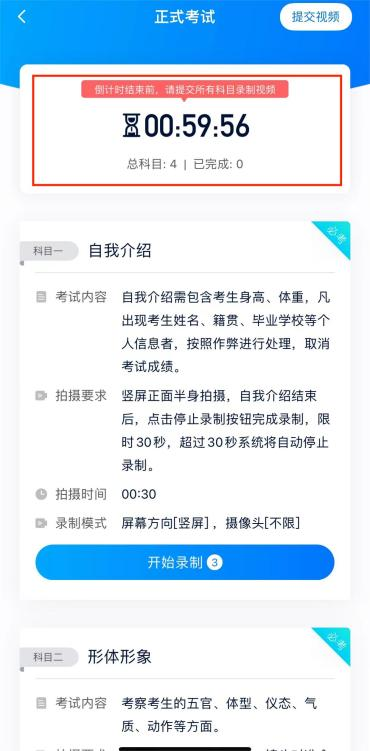 正式考试
提交视频
倒计时结束前，请提交所有科目录制视频
00:59:56
总科目: 4 | 已完成: 0
必考
科目一
自我介绍
考试内容
自我介绍需包含考生身高、体重，凡
出现考生姓名、籍贯、毕业学校等个
人信息者，按照作弊进行处理，取消
考试成绩。
拍摄要求
竖屏正面半身拍摄，自我介绍结束
后，点击停止录制按钮完成录制，限
时30秒，超过30秒系统将自动停止
录制。
拍摄时间
00:30
录制模式
屏幕方向[竖屏]，摄像头[不限]
开始录制 3
必考
科目二
形体形象
考试内容
考察考生的五官、体型、仪态、气
质、动作等方面。